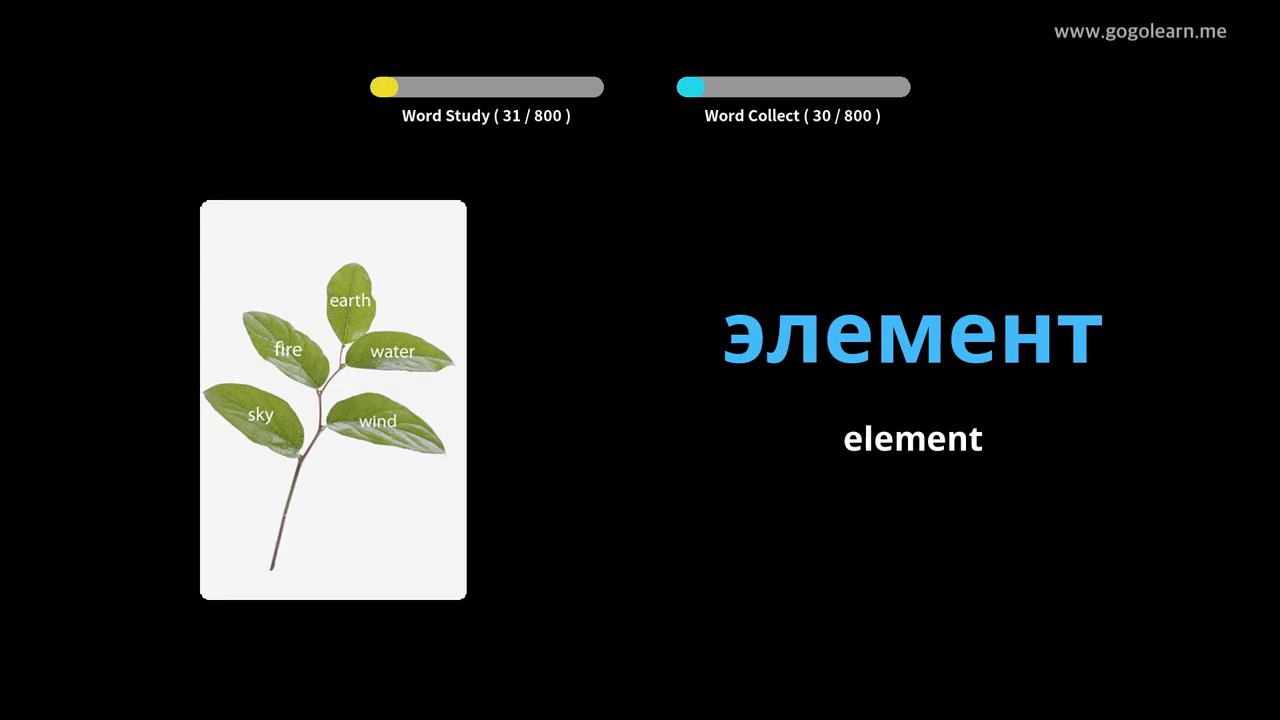 www.gogolearn.me
Word Study ( 31 / 800 )
Word Collect ( 30 / 800 )
earth
fire
water
sky
wind
элемент
element